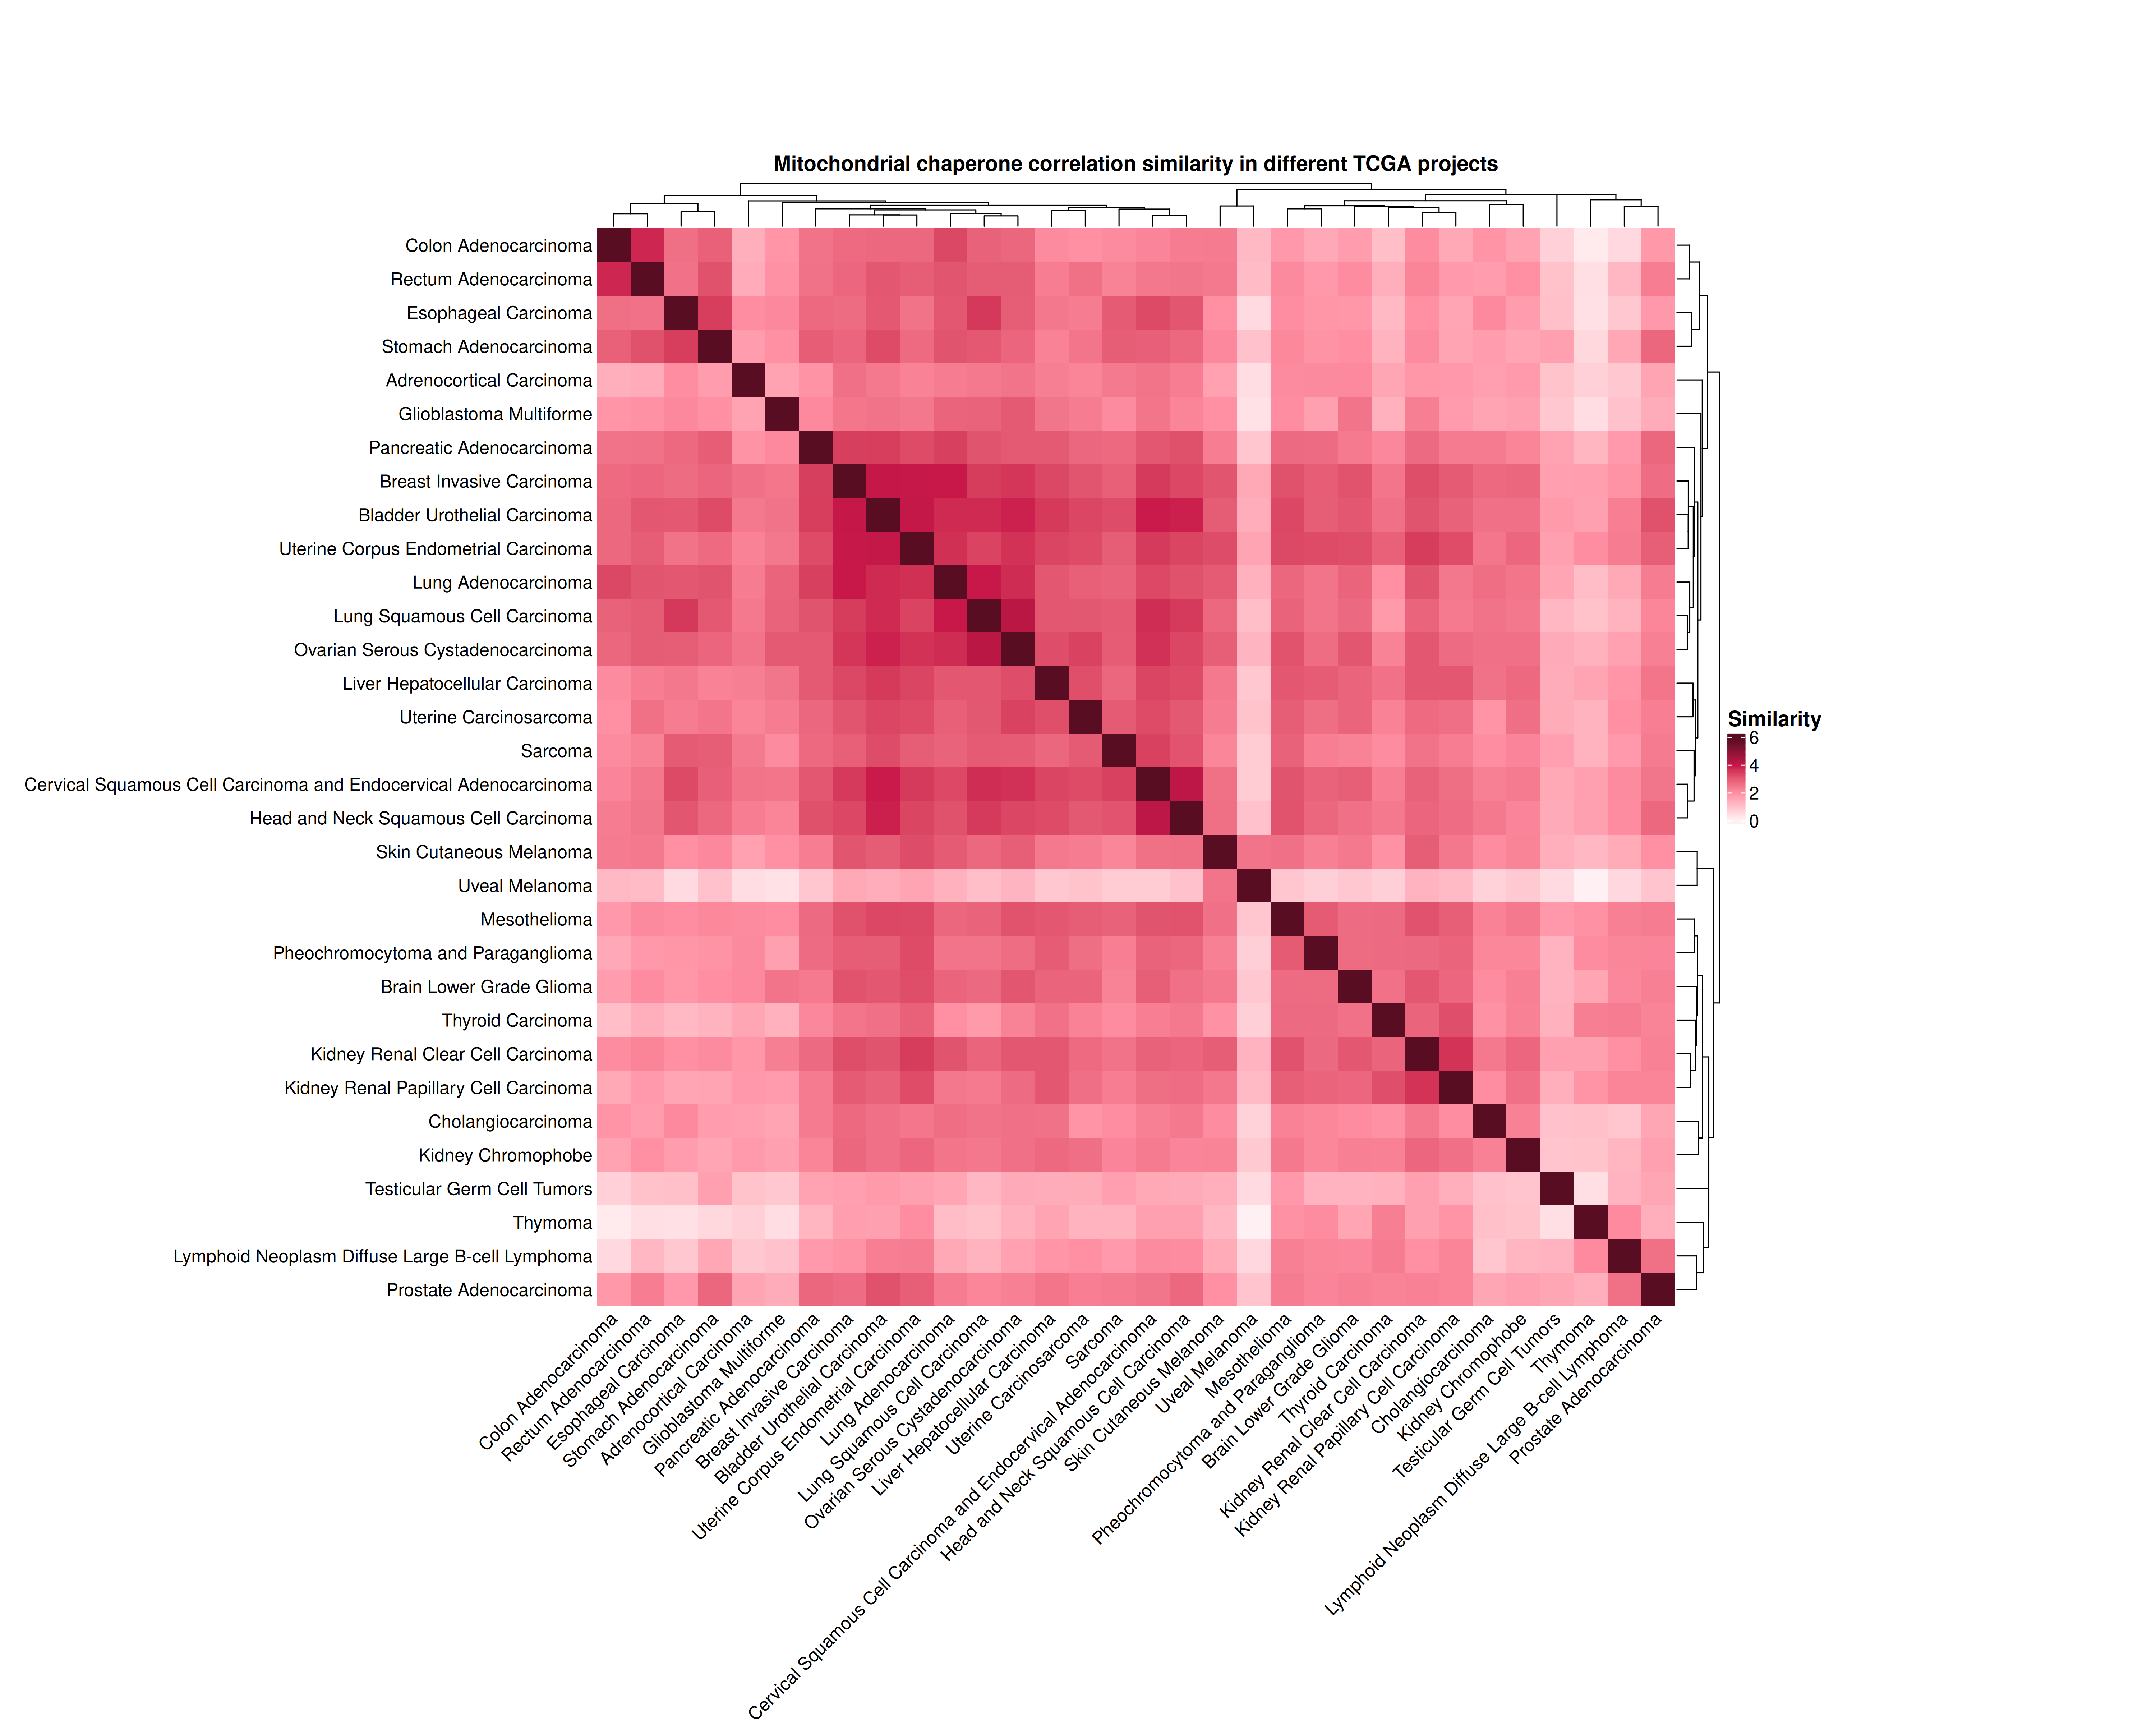 Mitochondrial chaperone correlation similarity in different TCGA projects
Colon Adenocarcinoma
Rectum Adenocarcinoma
Esophageal Carcinoma
Stomach Adenocarcinoma
Adrenocortical Carcinoma
Glioblastoma Multiforme
Pancreatic Adenocarcinoma
Breast Invasive Carcinoma
Bladder Urothelial Carcinoma
Uterine Corpus Endometrial Carcinoma
Lung Adenocarcinoma
Lung Squamous Cell Carcinoma
Ovarian Serous Cystadenocarcinoma
Liver Hepatocellular Carcinoma
Uterine Carcinosarcoma
Sarcoma
Cervical Squamous Cell Carcinoma and Endocervical Adenocarcinoma
Head and Neck Squamous Cell Carcinoma
Skin Cutaneous Melanoma
Uveal Melanoma
Mesothelioma
Pheochromocytoma and Paraganglioma
Brain Lower Grade Glioma
Thyroid Carcinoma
Kidney Renal Clear Cell Carcinoma
Kidney Renal Papillary Cell Carcinoma
Cholangiocarcinoma
Kidney Chromophobe
Testicular Germ Cell Tumors
Thymoma
Lymphoid Neoplasm Diffuse Large B-cell Lymphoma
Prostate Adenocarcinoma
Similarity
6
4
2
0
Colon Adenocarcinoma
Rectum Adenocarcinoma
Esophageal Carcinoma
Stomach Adenocarcinoma
Adrenocortical Carcinoma
Glioblastoma Multiforme
Pancreatic Adenocarcinoma
Breast Invasive Carcinoma
Bladder Urothelial Carcinoma
Uterine Corpus Endometrial Carcinoma
Lung Adenocarcinoma
Lung Squamous Cell Carcinoma
Ovarian Serous Cystadenocarcinoma
Liver Hepatocellular Carcinoma
Uterine Carcinosarcoma
Sarcoma
Cervical Squamous Cell Carcinoma and Endocervical Adenocarcinoma
Head and Neck Squamous Cell Carcinoma
Skin Cutaneous Melanoma
Uveal Melanoma
Mesothelioma
Pheochromocytoma and Paraganglioma
Brain Lower Grade Glioma
Thyroid Carcinoma
Kidney Renal Clear Cell Carcinoma
Kidney Renal Papillary Cell Carcinoma
Cholangiocarcinoma
Kidney Chromophobe
Testicular Germ Cell Tumors
Thymoma
Lymphoid Neoplasm Diffuse Large B-cell Lymphoma
Prostate Adenocarcinoma